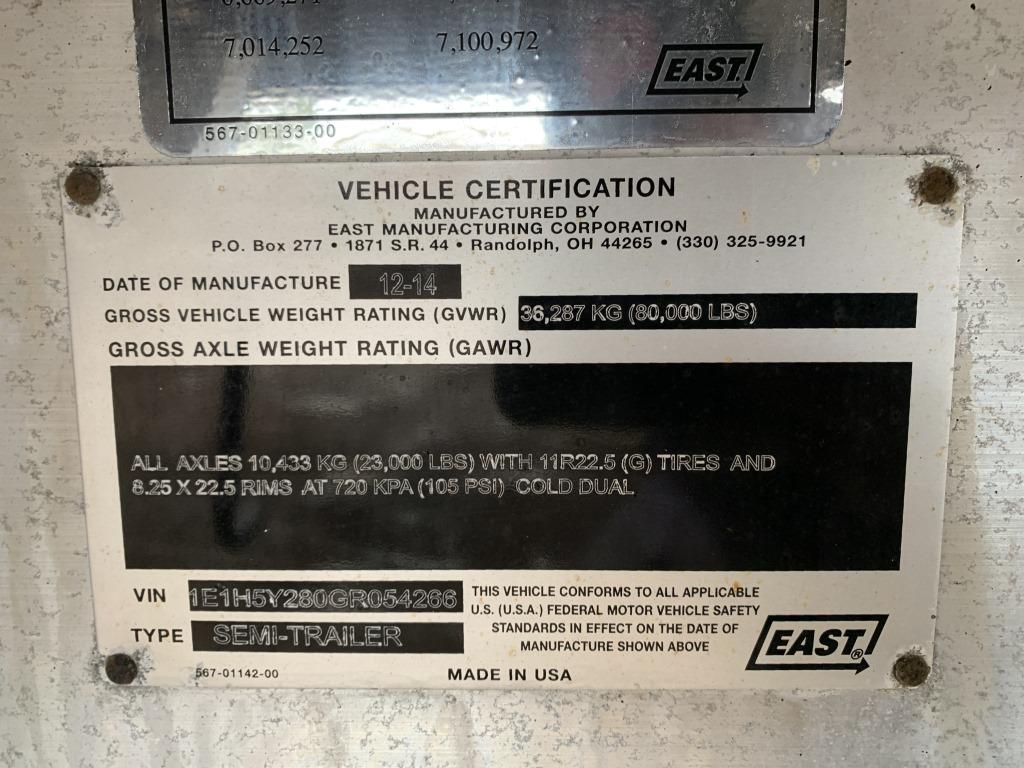 7,014,252 7,100,972
EAST.
567-01133-00
VEHICLE CERTIFICATION
MANUFACTURED BY
EAST MANUFACTURING CORPORATION
P.O. Box 277 • 1871 S.R. 44 • Randolph, OH 44265 • (330) 325-9921
DATE OF MANUFACTURE 12-14
GROSS VEHICLE WEIGHT RATING (GVWR) 36,287 KG (80,000 LBS)
GROSS AXLE WEIGHT RATING (GAWR)
ALL AXLES 10,433 KG (23,000 LBS) WITH 11R22.5 (G) TIRES AND
8.25 X 22.5 RIMS AT 720 KPA (105 PSI) COLD DUAL
VIN 1E1H5Y280GR054266
TYPE SEMI-TRAILER
THIS VEHICLE CONFORMS TO ALL APPLICABLE
U.S. (U.S.A.) FEDERAL MOTOR VEHICLE SAFETY
STANDARDS IN EFFECT ON THE DATE OF
MANUFACTURE SHOWN ABOVE
EAST.®
567-01142-00
MADE IN USA